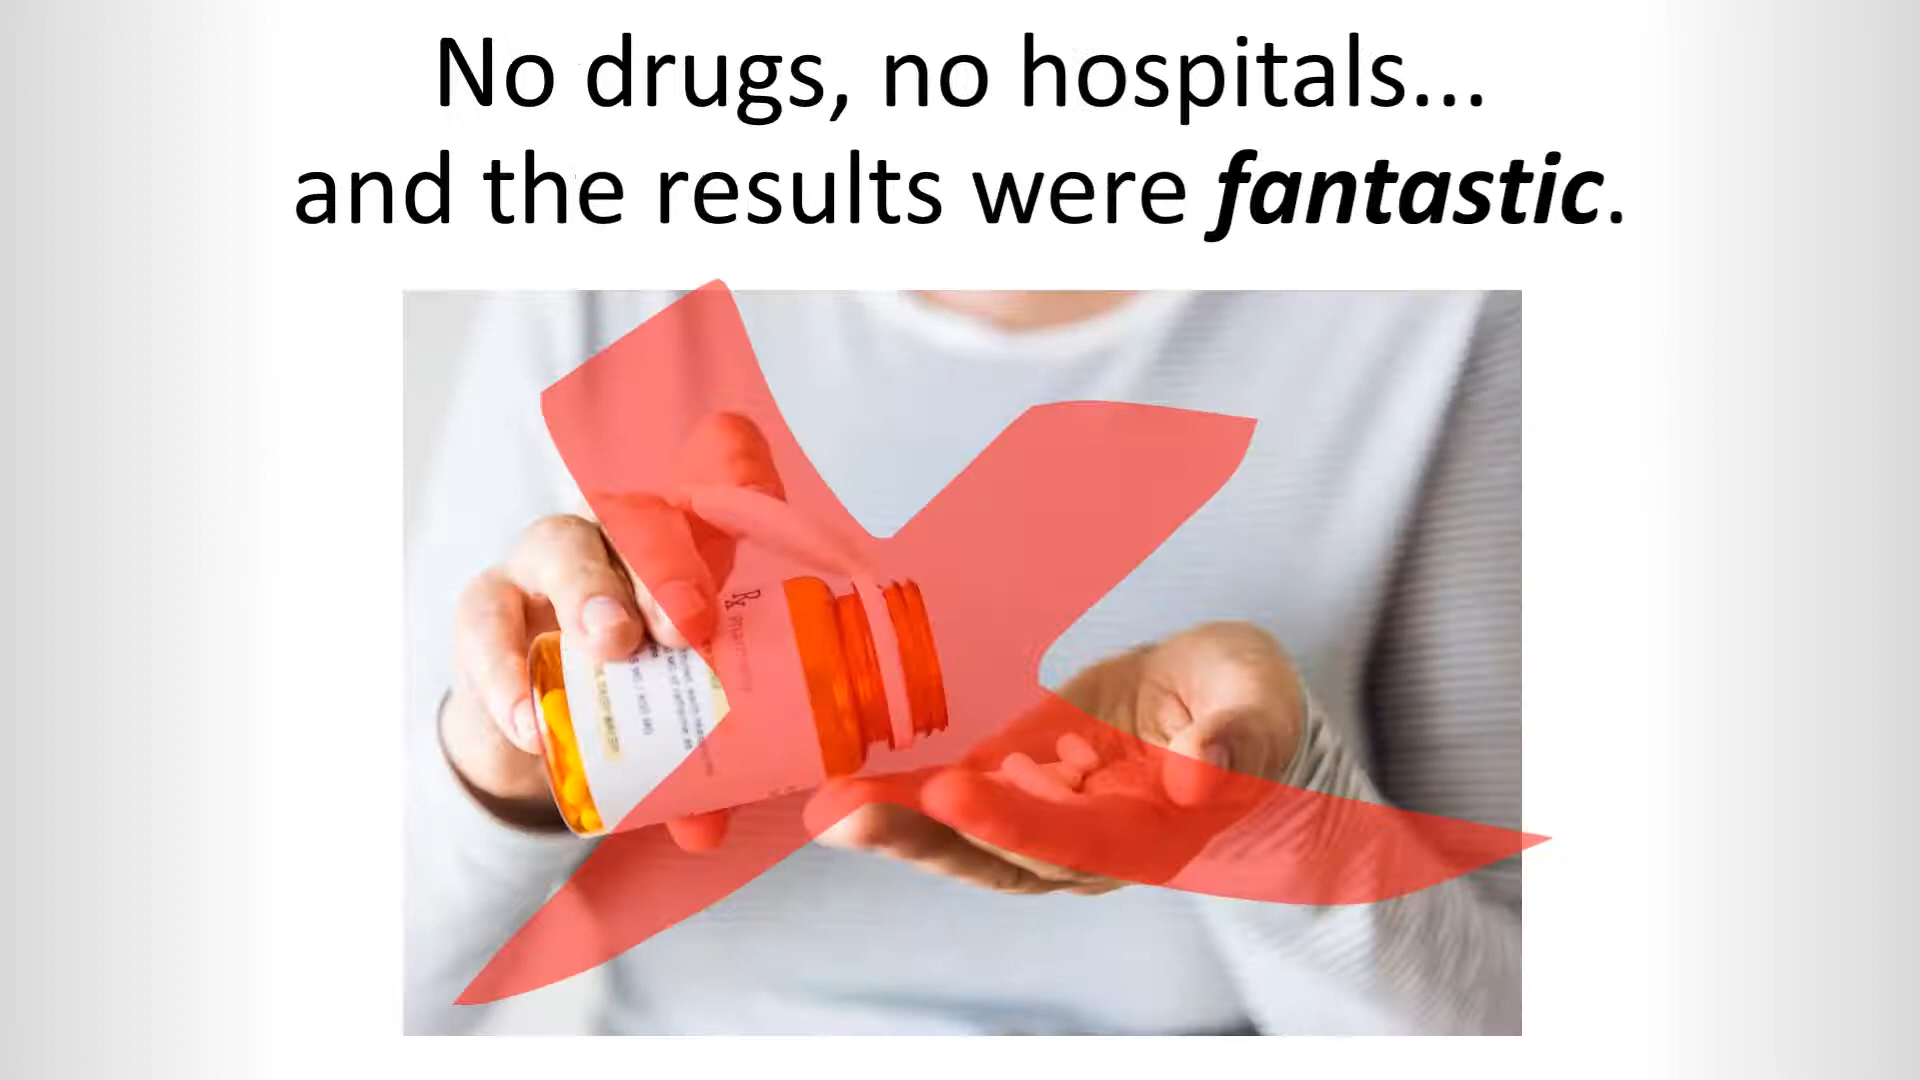 No drugs, no hospitals...
and the results were fantastic.